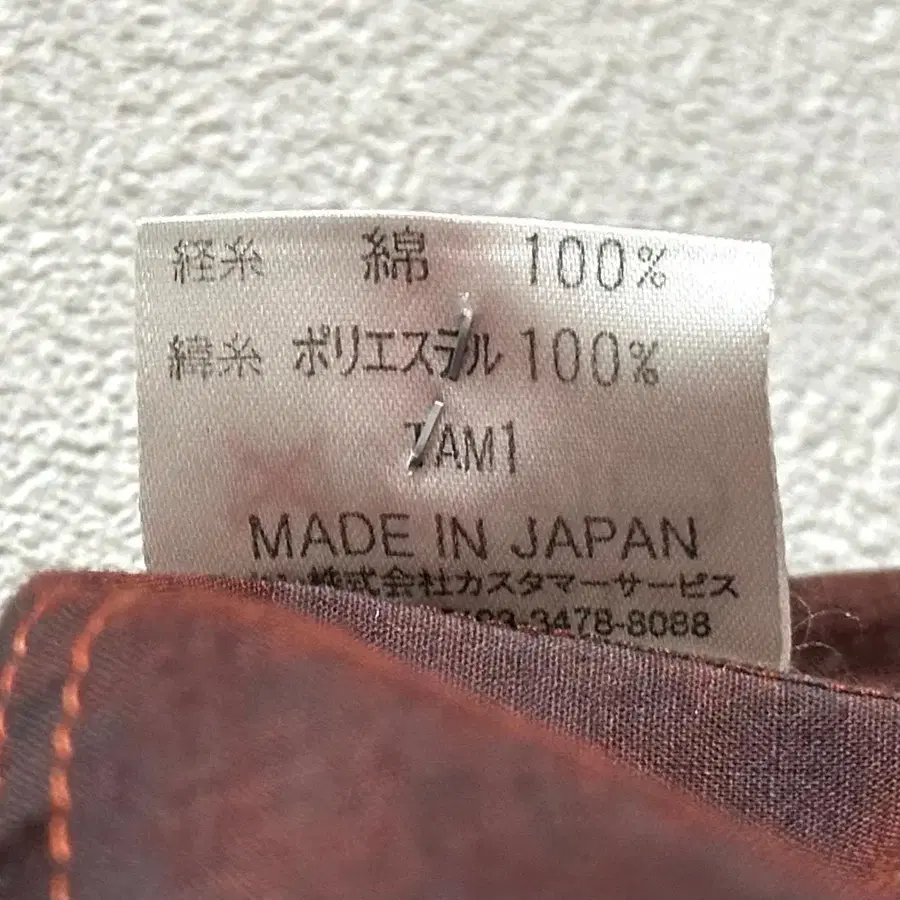 経糸 綿 100%
緯糸 ポリエステル 100%
TAM1
MADE IN JAPAN
株式会社カスタマーサービス
3478-8088